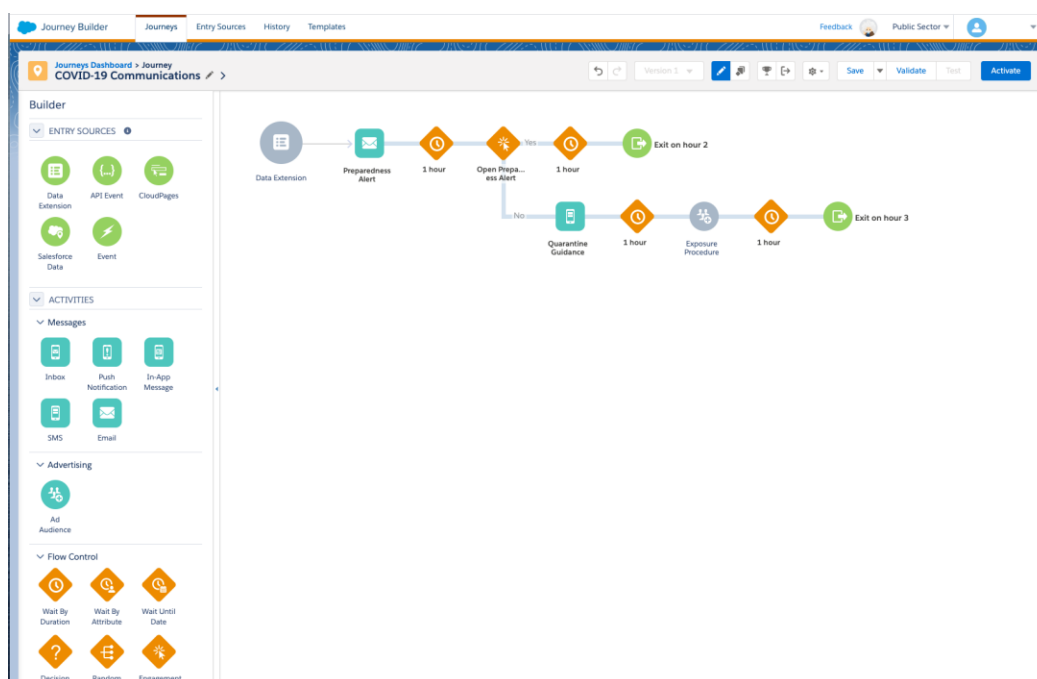 Journey Builder
Journeys
Entry Sources
History
Templates
Feedback
Public Sector
Journeys Dashboard > Journey
COVID-19 Communications
Version 1
Save
Validate
Test
Activate
Builder
ENTRY SOURCES
Data
Extension
API Event
CloudPages
Salesforce
Data
Event
ACTIVITIES
Messages
Inbox
Push
Notification
In-App
Message
SMS
Email
Advertising
Ad
Audience
Flow Control
Wait By
Duration
Wait By
Attribute
Wait Until
Date
Decision
Random
Engagement
Data Extension
Preparedness
Alert
1 hour
Open Prepa...
ess Alert
Yes
1 hour
Exit on hour 2
No
Quarantine
Guidance
1 hour
Exposure
Procedure
1 hour
Exit on hour 3